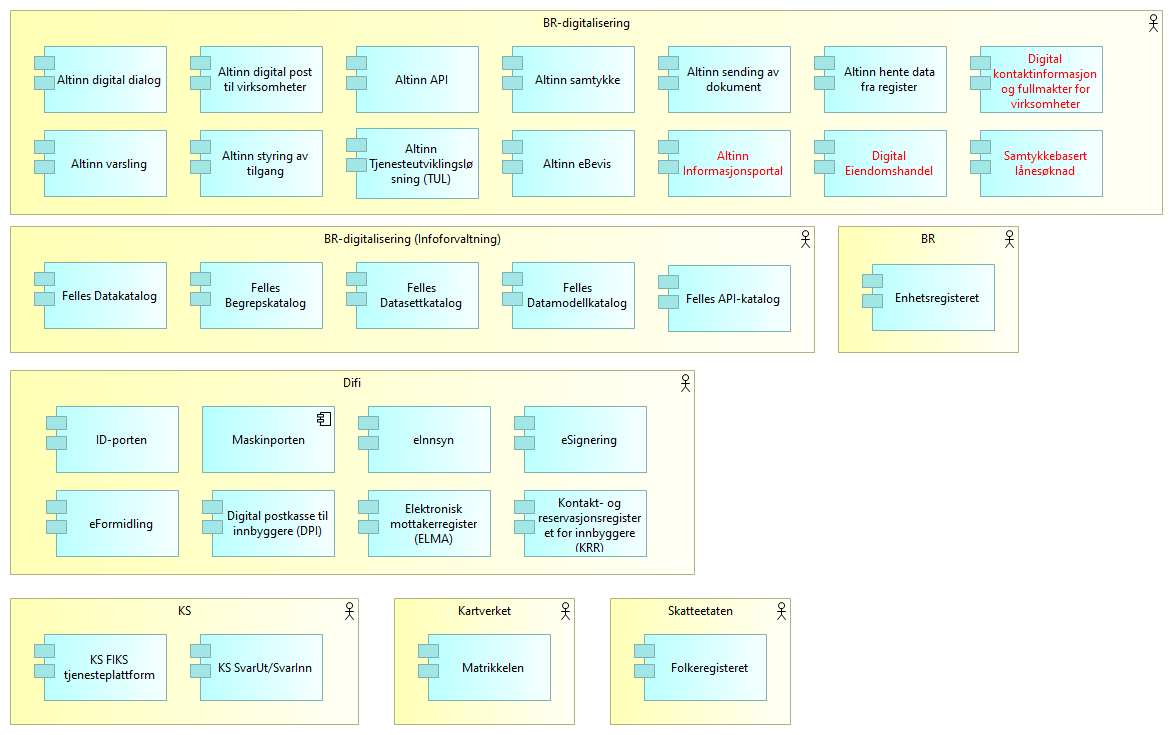 BR-digitalisering
Altinn digital dialog
Altinn digital post
til virksomheter
Altinn API
Altinn samtykke
Altinn sending av
dokument
Altinn hente data
fra register
Digital
kontaktinformasjon
og fullmakter for
virksomheter
Altinn varsling
Altinn styring av
tilgang
Altinn
Tjenesteutviklingslø
sning (TUL)
Altinn eBevis
Altinn
Informasjonsportal
Digital
Eiendomshandel
Samtykkebasert
lånesøknad
BR-digitalisering (Infoforvaltning)
Felles Datakatalog
Felles
Begrepskatalog
Felles
Datasettkatalog
Felles
Datamodellkatalog
Felles API-katalog
BR
Enhetsregisteret
Difi
ID-porten
Maskinporten
eInnsyn
eSignering
eFormidling
Digital postkasse til
innbyggere (DPI)
Elektronisk
mottakerregister
(ELMA)
Kontakt- og
reservasjonsregister
et for innbyggere
(KRR)
KS
KS FIKS
tjenesteplattform
KS SvarUt/SvarInn
Kartverket
Matrikkelen
Skatteetaten
Folkeregisteret